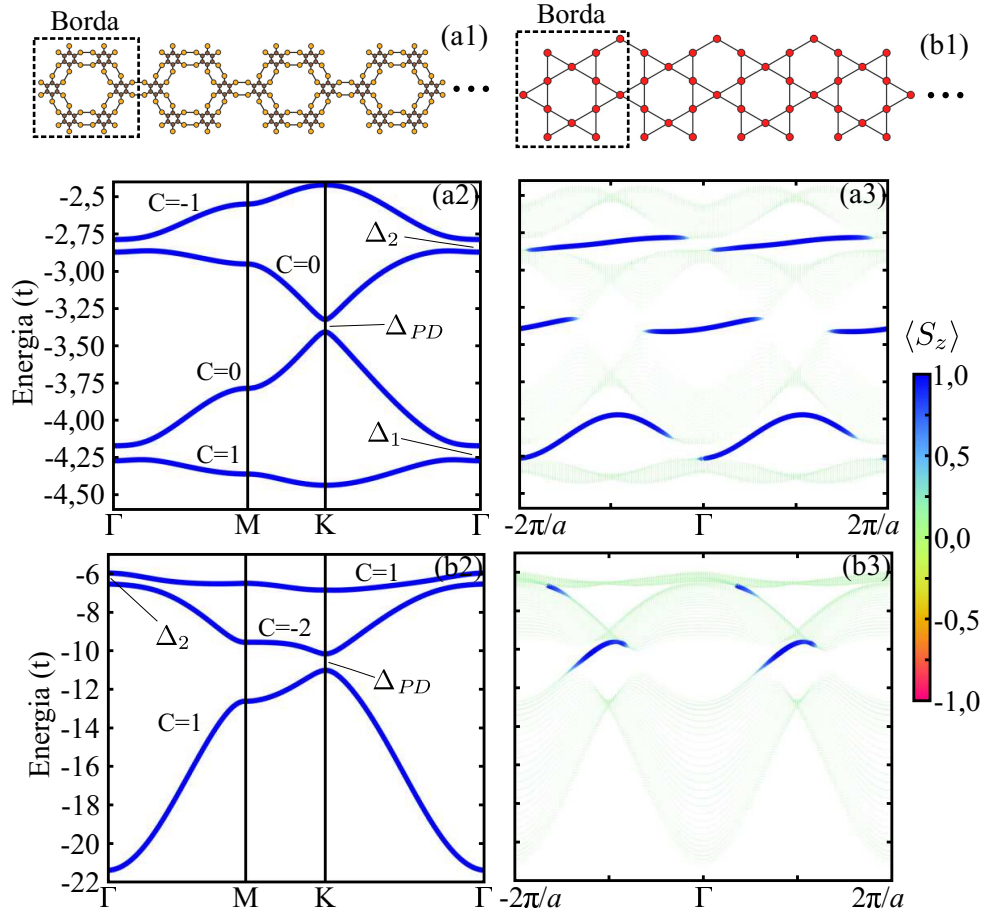 Borda
(a1)
Borda
(b1)
(a2)
-2,5
-2,75
-3,00
-3,25
-3,50
-3,75
-4,00
-4,25
-4,50
Energia (t)
C=-1
C=0
C=0
C=1
Δ₂
Δ_PD
Δ₁
Γ
M
K
Γ
(a3)
-2π/a
Γ
2π/a
⟨S_z⟩
1,0
0,5
0,0
-0,5
-1,0
(b2)
-6
-8
-10
-12
-14
-16
-18
-20
-22
Energia (t)
C=1
C=-2
C=1
Δ₂
Δ_PD
Γ
M
K
Γ
(b3)
-2π/a
Γ
2π/a